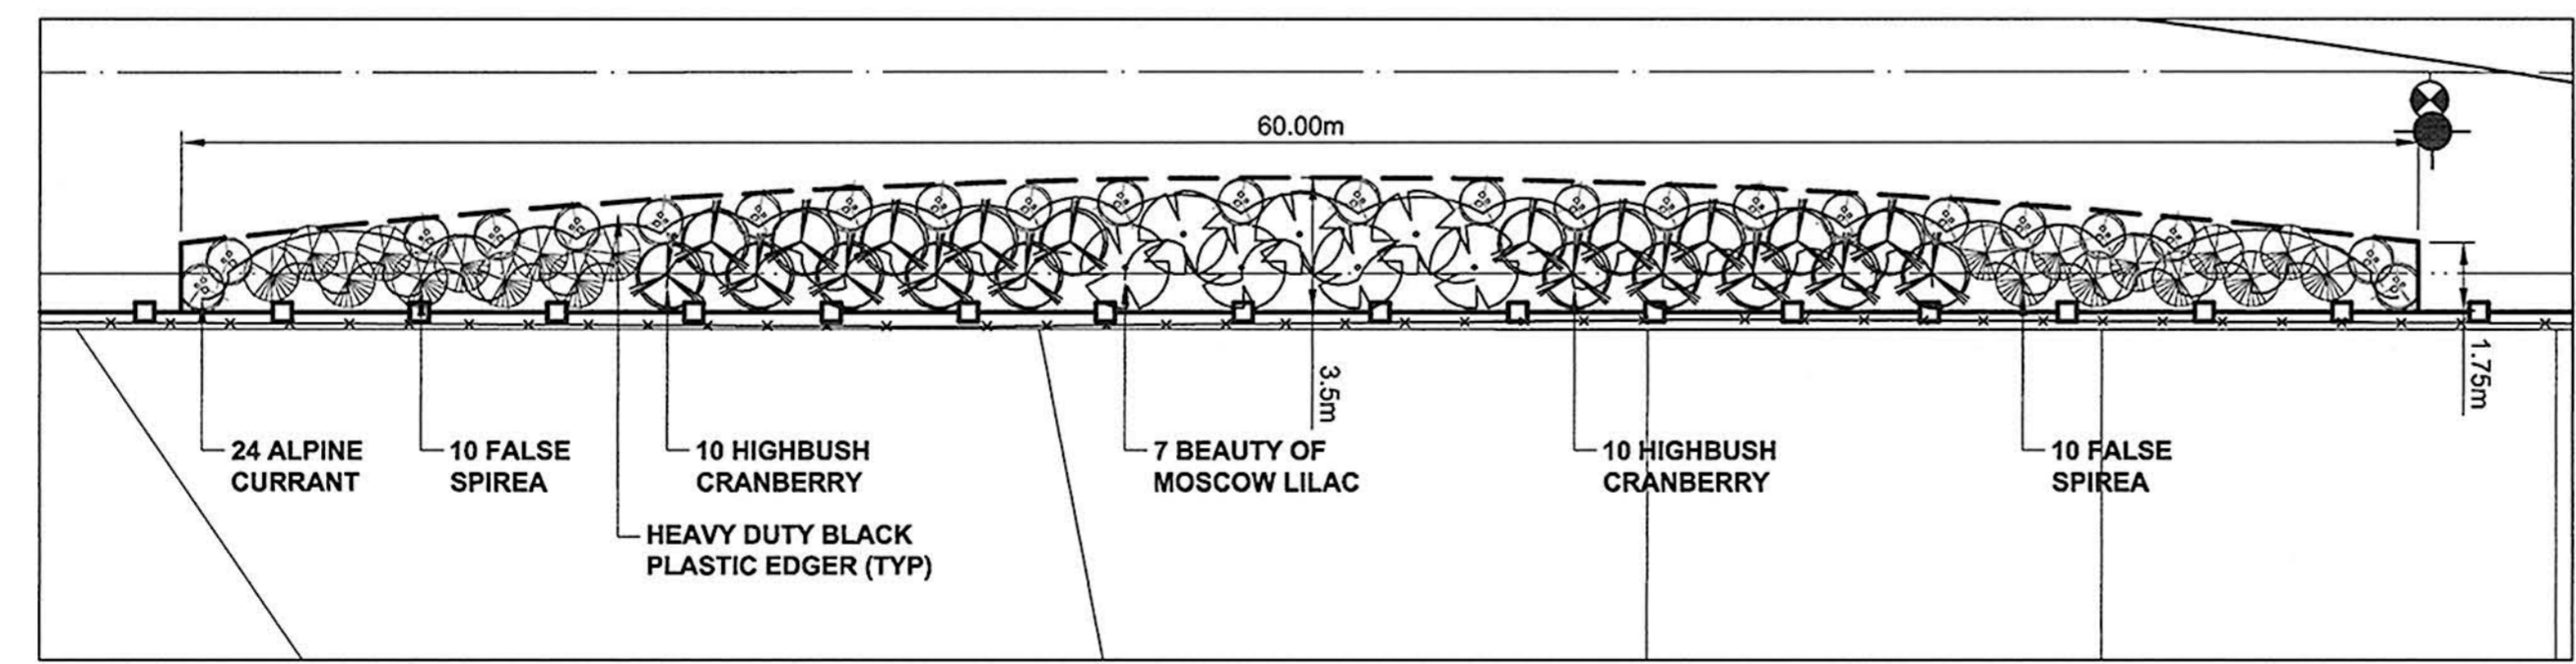 60.00m
3.5m
1.75m
24 ALPINE
CURRANT
10 FALSE
SPIREA
10 HIGHBUSH
CRANBERRY
HEAVY DUTY BLACK
PLASTIC EDGER (TYP)
7 BEAUTY OF
MOSCOW LILAC
10 HIGHBUSH
CRANBERRY
10 FALSE
SPIREA